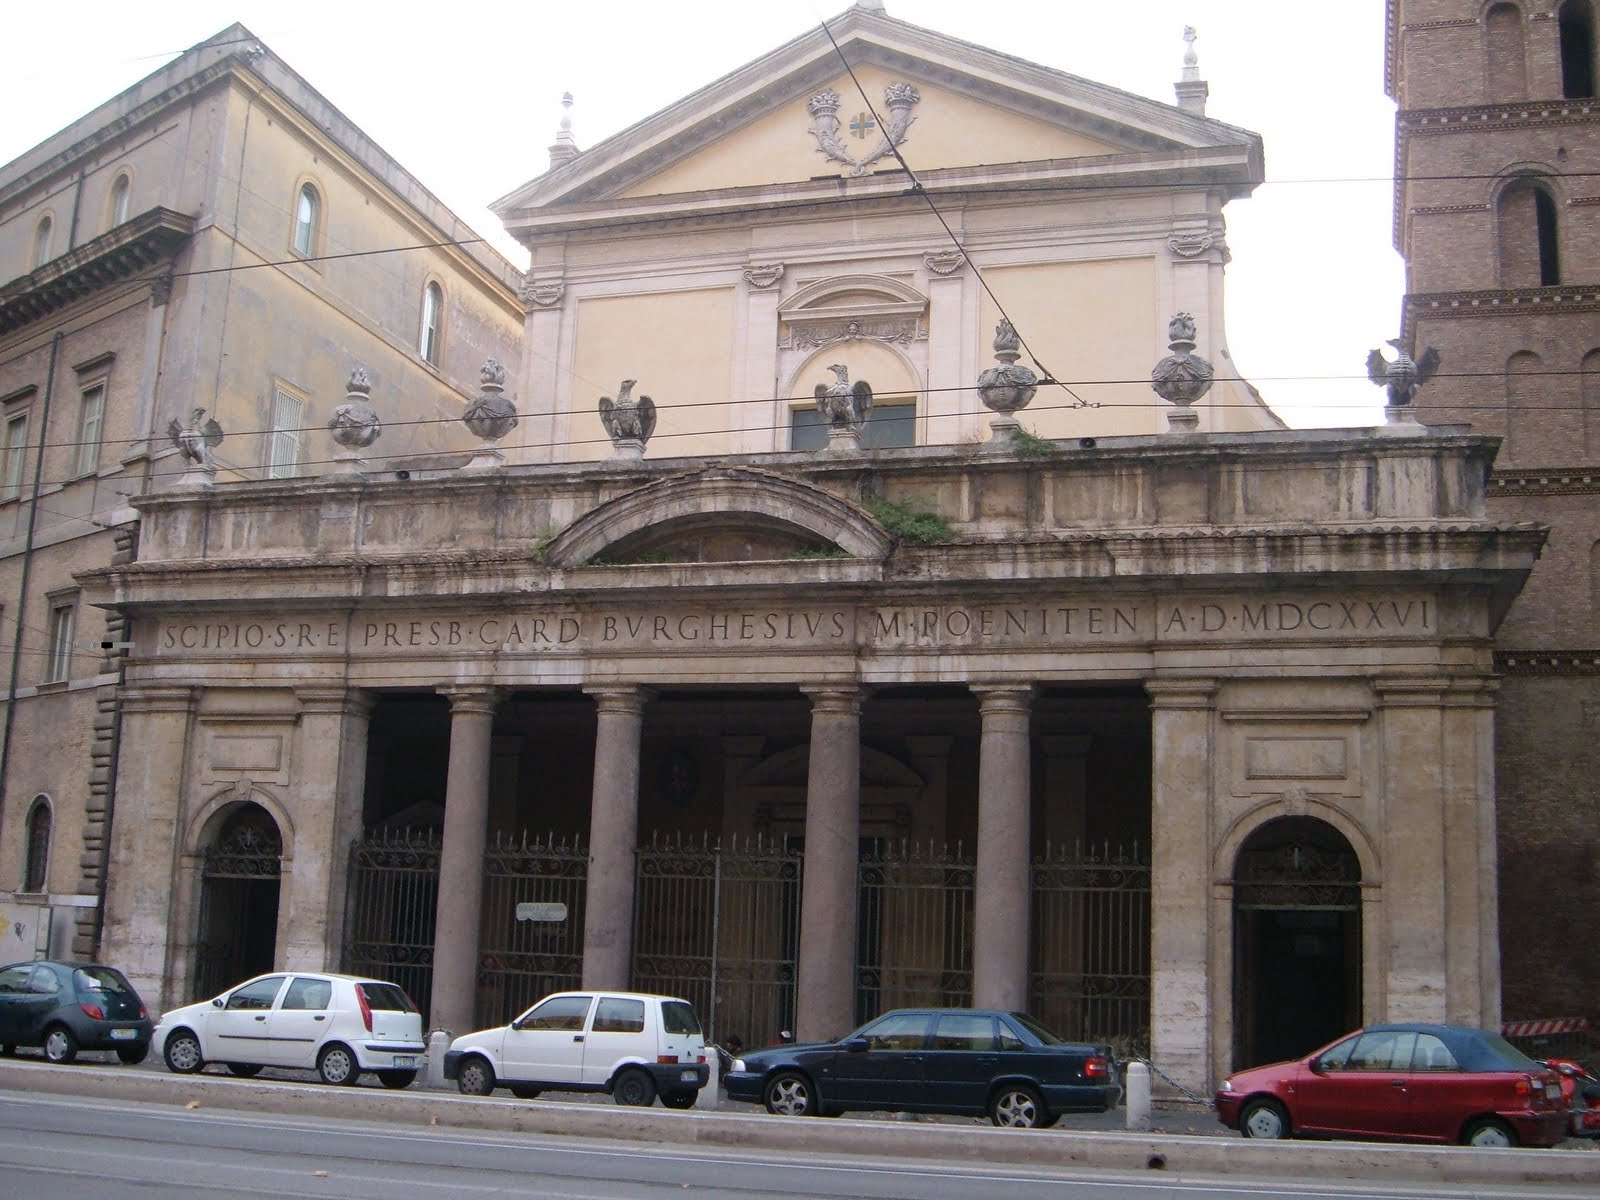 SCIPIO·S·R·E PRESB·CARD BVRGHESIVS M·POENITEN A·D·MDCXXVI